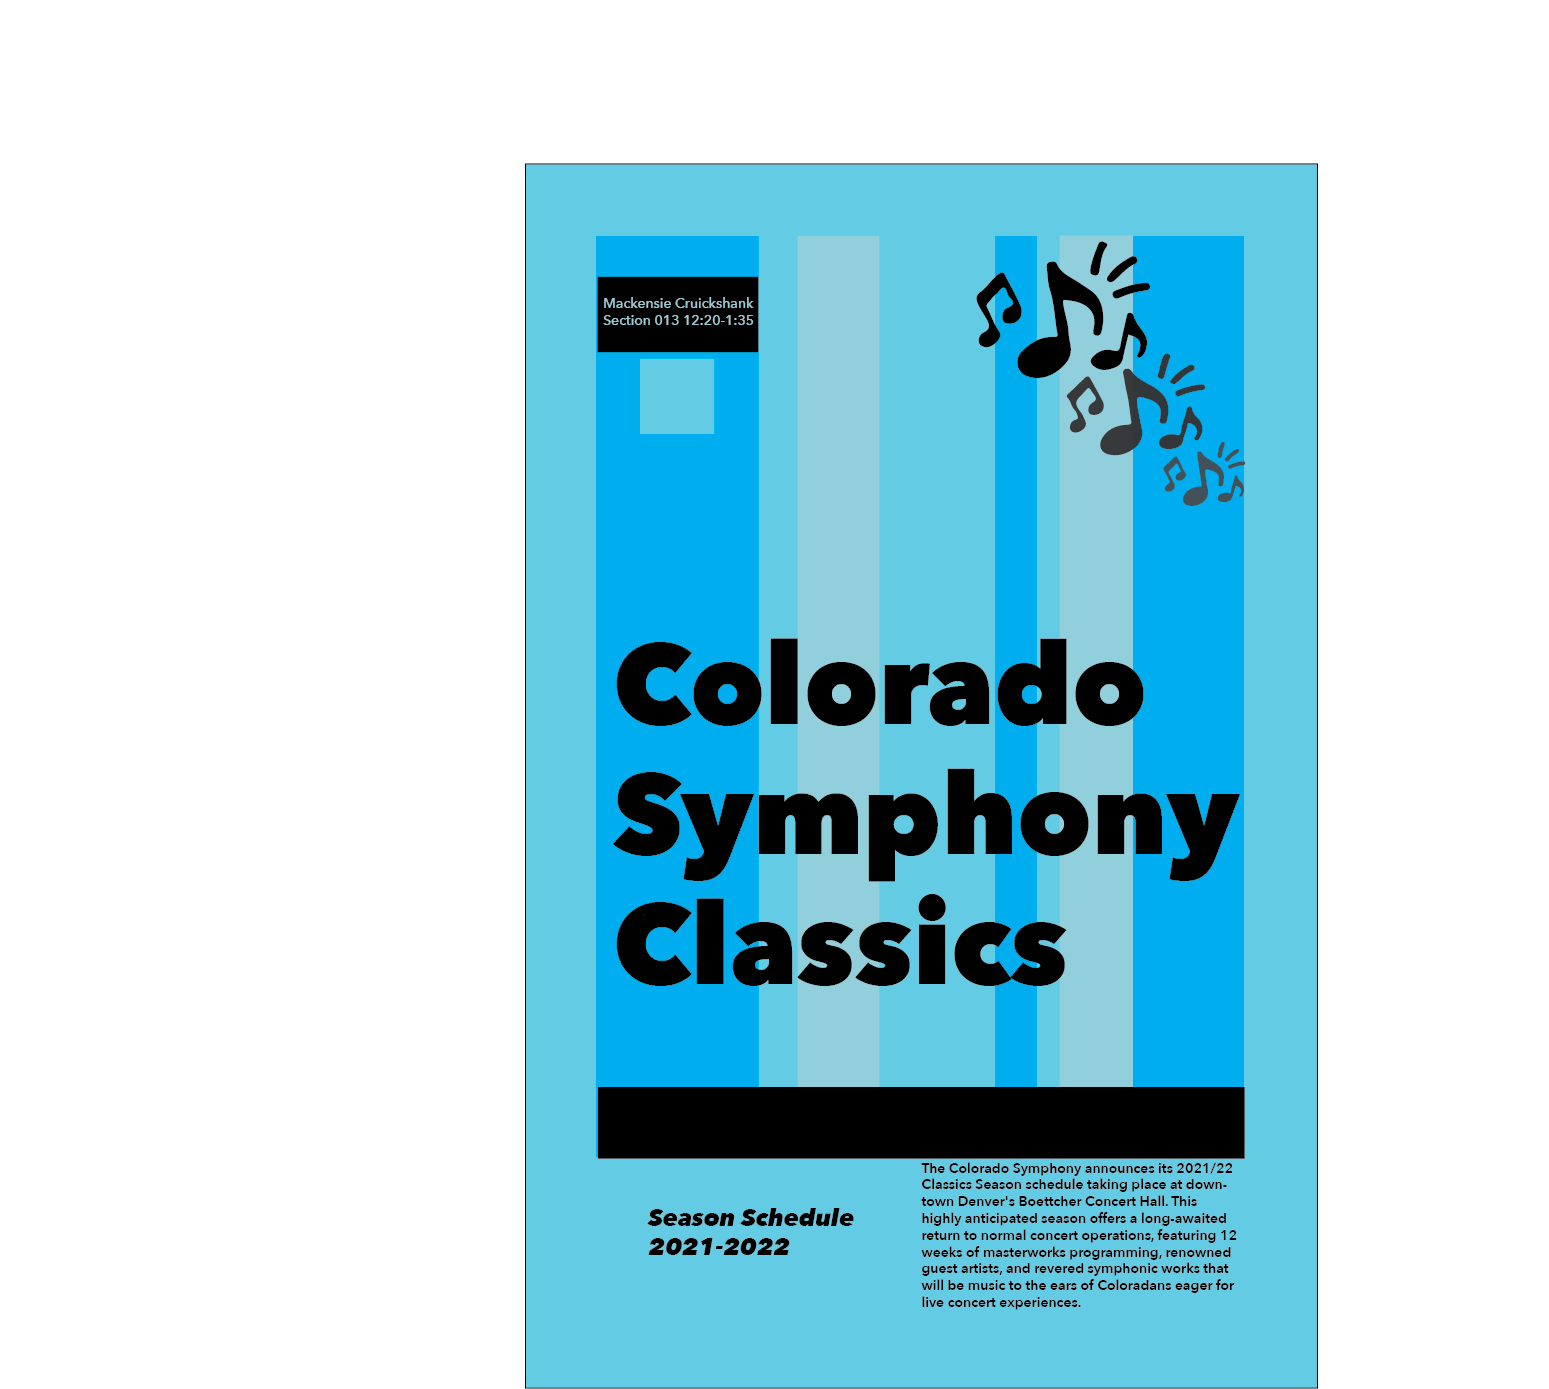 Mackensie Cruickshank
Section 013 12:20-1:35
Colorado
Symphony
Classics
Season Schedule
2021-2022
The Colorado Symphony announces its 2021/22
Classics Season schedule taking place at down-
town Denver's Boettcher Concert Hall. This
highly anticipated season offers a long-awaited
return to normal concert operations, featuring 12
weeks of masterworks programming, renowned
guest artists, and revered symphonic works that
will be music to the ears of Coloradans eager for
live concert experiences.